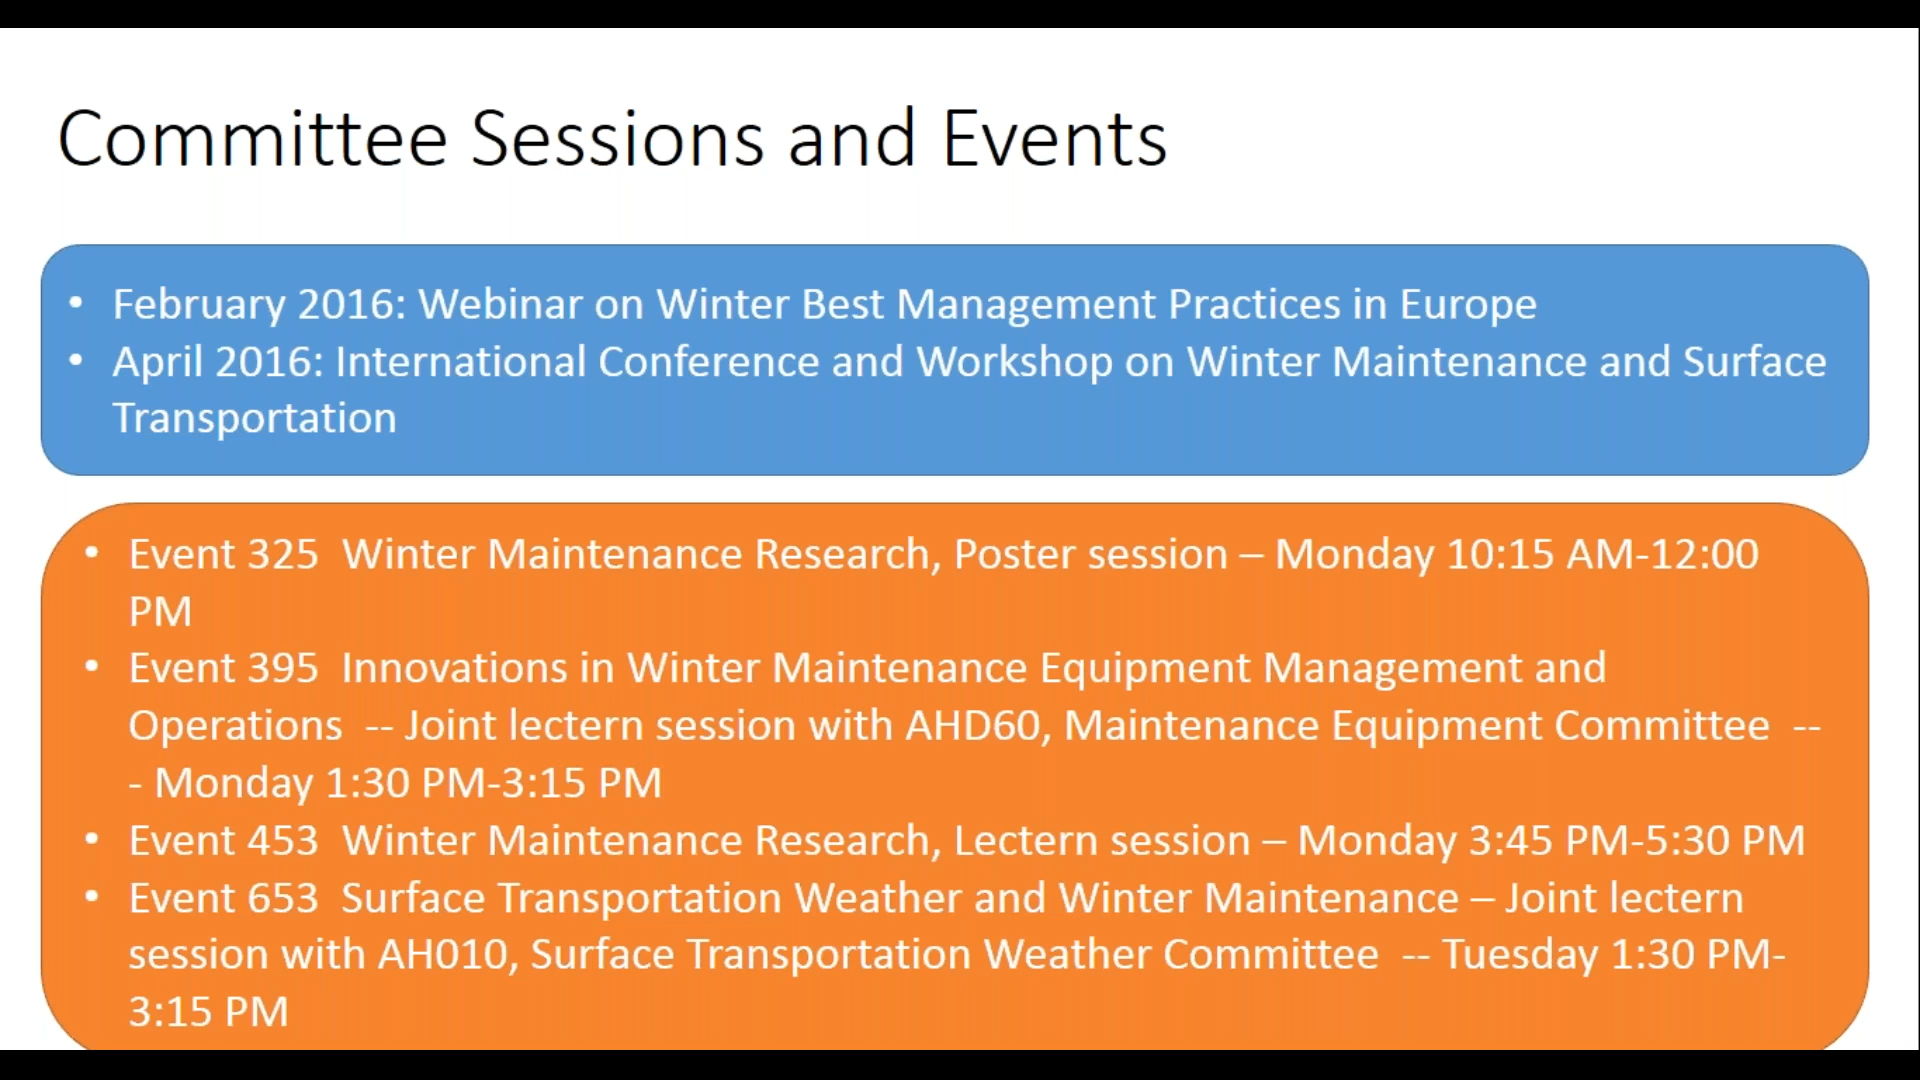 Committee Sessions and Events
• February 2016: Webinar on Winter Best Management Practices in Europe
• April 2016: International Conference and Workshop on Winter Maintenance and Surface
Transportation
• Event 325  Winter Maintenance Research, Poster session – Monday 10:15 AM-12:00
PM
• Event 395  Innovations in Winter Maintenance Equipment Management and
Operations  -- Joint lectern session with AHD60, Maintenance Equipment Committee  --
- Monday 1:30 PM-3:15 PM
• Event 453  Winter Maintenance Research, Lectern session – Monday 3:45 PM-5:30 PM
• Event 653  Surface Transportation Weather and Winter Maintenance – Joint lectern
session with AH010, Surface Transportation Weather Committee  -- Tuesday 1:30 PM-
3:15 PM